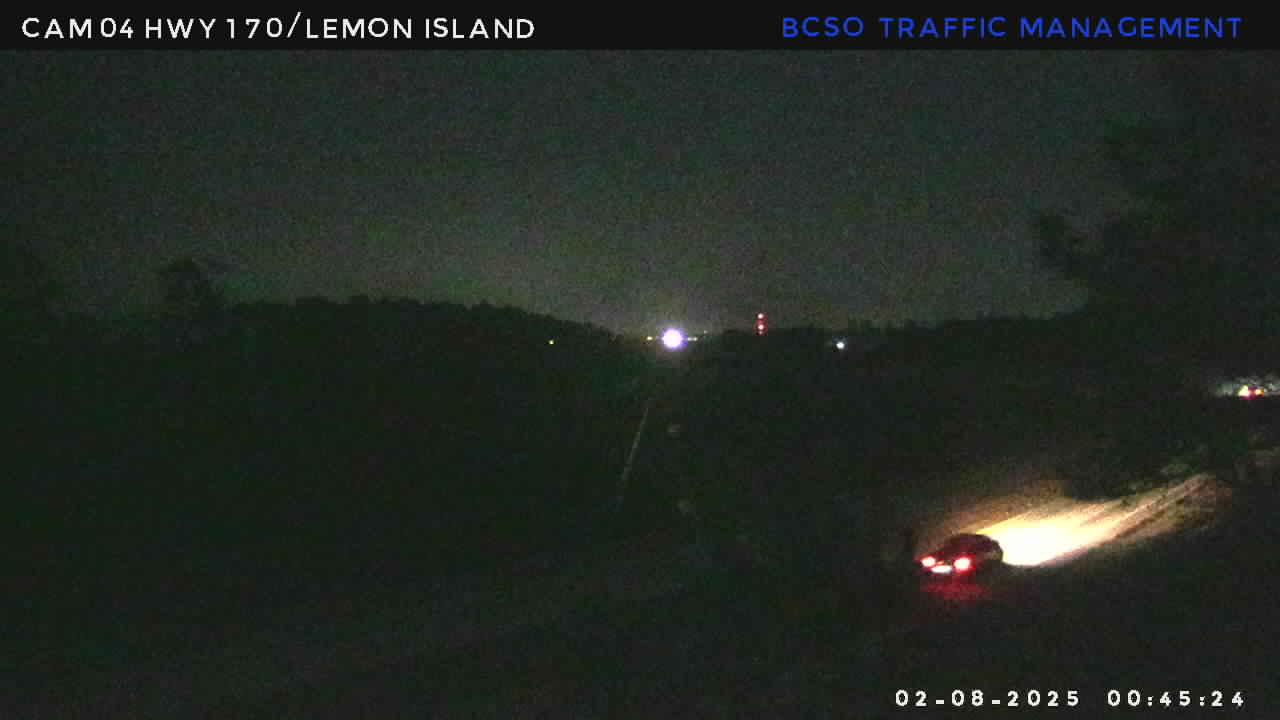 CAM04 HWY 170/LEMON ISLAND
BCSO TRAFFIC MANAGEMENT
02-08-2025 00:45:24